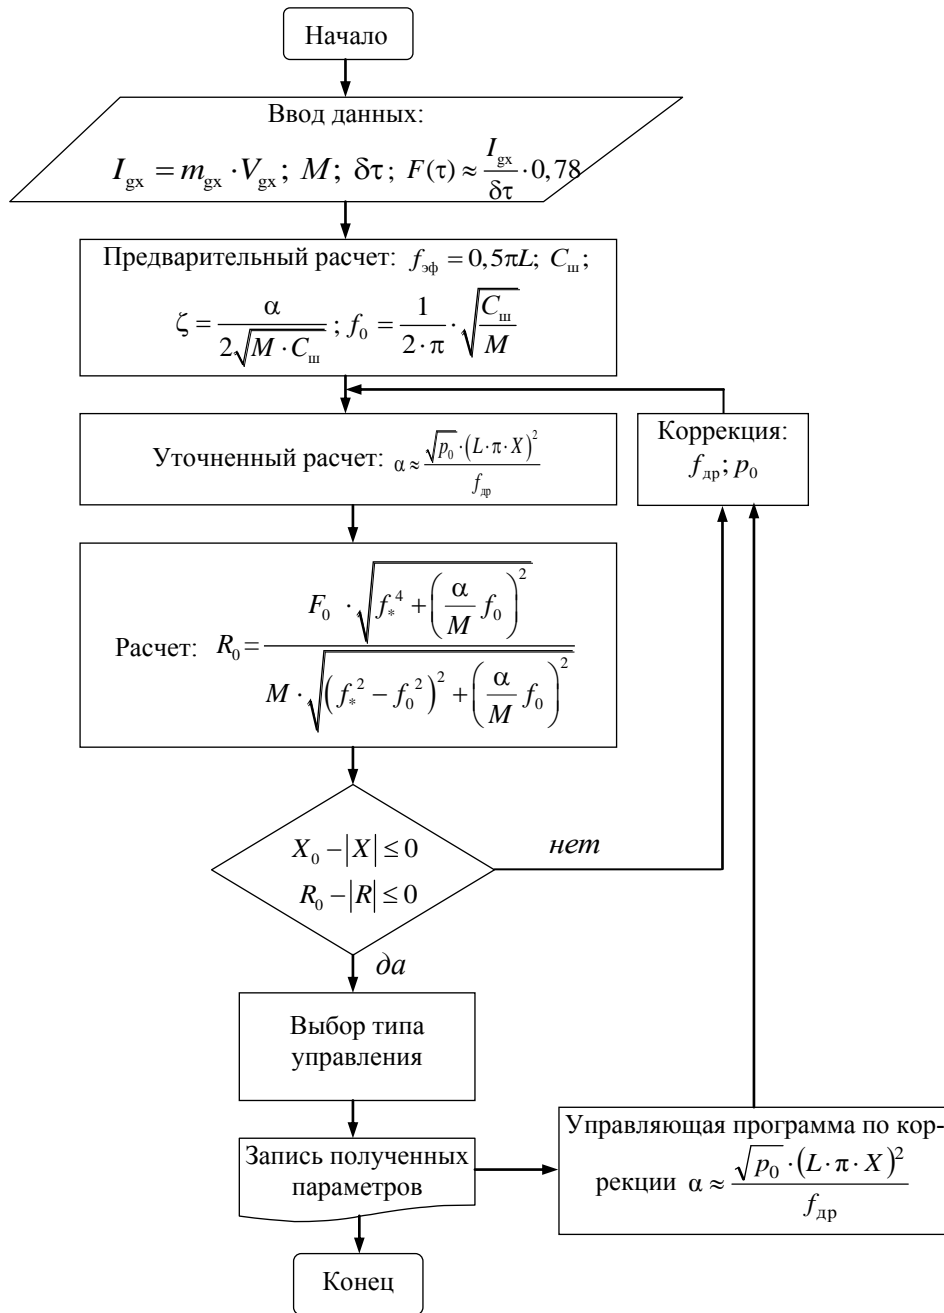 Начало
Ввод данных:
I_gx = m_gx · V_gx; M; δτ; F(τ) ≈ I_gx / δτ · 0,78
Предварительный расчет: f_эф = 0,5πL; C_ш;
ζ = α / (2√(M · C_ш)); f_0 = 1 / (2 · π) · √(C_ш / M)
Уточненный расчет: α ≈ √p_0 · (L · π · X)² / f_др
Коррекция:
f_др; p_0
Расчет: R_0 = F_0 · √(f_*⁴ + (α/M f_0)²) / (M · √((f_*² − f_0²)² + (α/M f_0)²))
X_0 − |X| ≤ 0
R_0 − |R| ≤ 0
нет
да
Выбор типа
управления
Запись полученных
параметров
Управляющая программа по кор-
рекции α ≈ √p_0 · (L · π · X)² / f_др
Конец